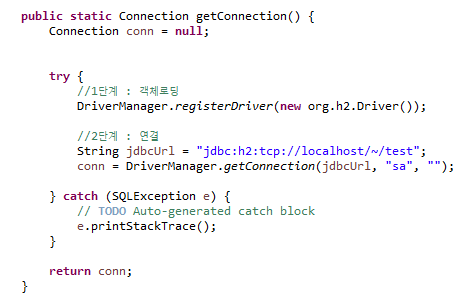 public static Connection getConnection() {
Connection conn = null;
try {
//1단계 : 객체로딩
DriverManager.registerDriver(new org.h2.Driver());
//2단계 : 연결
String jdbcUrl = "jdbc:h2:tcp://localhost/~/test";
conn = DriverManager.getConnection(jdbcUrl, "sa", "");
} catch (SQLException e) {
// TODO Auto-generated catch block
e.printStackTrace();
}
return conn;
}